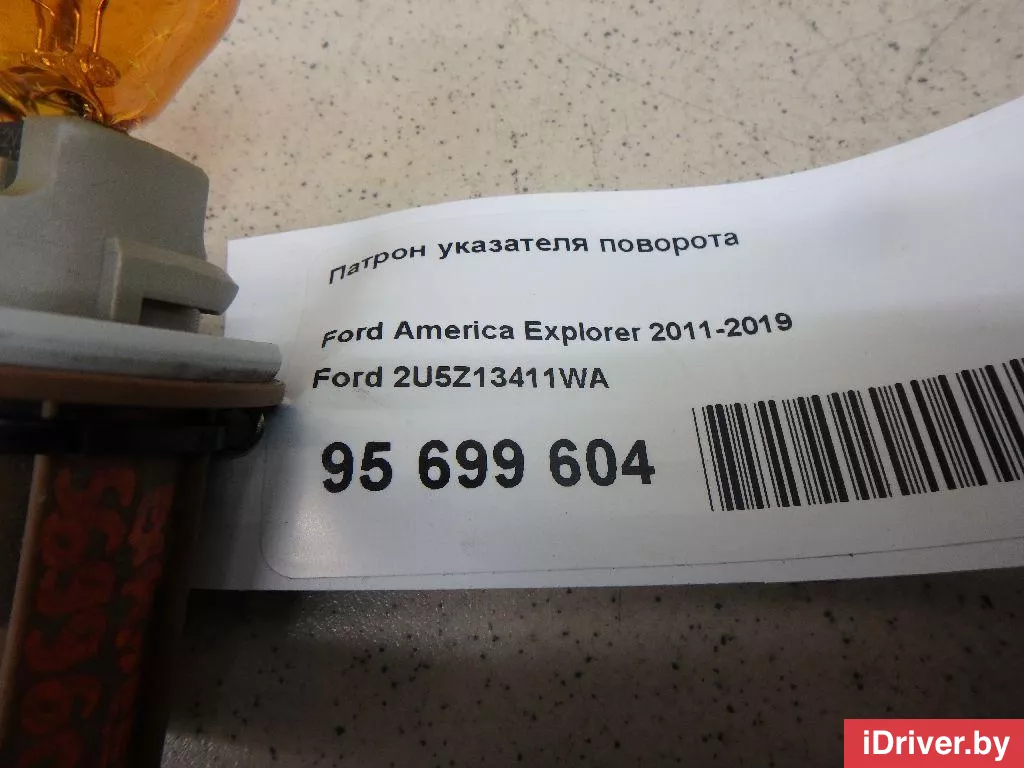 Патрон указателя поворота
Ford America Explorer 2011-2019
Ford 2U5Z13411WA
95 699 604
iDriver.by